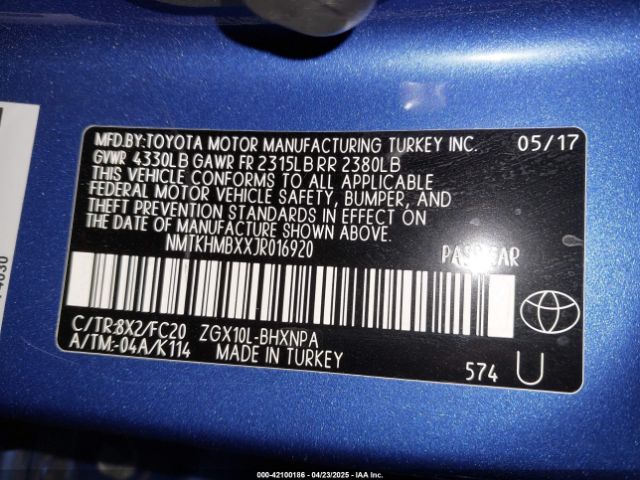 MFD.BY:TOYOTA MOTOR MANUFACTURING TURKEY INC. 05/17
GVWR 4330LB GAWR FR 2315LB RR 2380LB
THIS VEHICLE CONFORMS TO ALL APPLICABLE
FEDERAL MOTOR VEHICLE SAFETY, BUMPER, AND
THEFT PREVENTION STANDARDS IN EFFECT ON
THE DATE OF MANUFACTURE SHOWN ABOVE.
NMTKHMBXXJR016920 PASS CAR
C/TR:8X2/FC20 ZGX10L-BHXNPA
A/TM:-04A/K114 MADE IN TURKEY
574 U
000-42100186 - 04/23/2025 - IAA Inc.